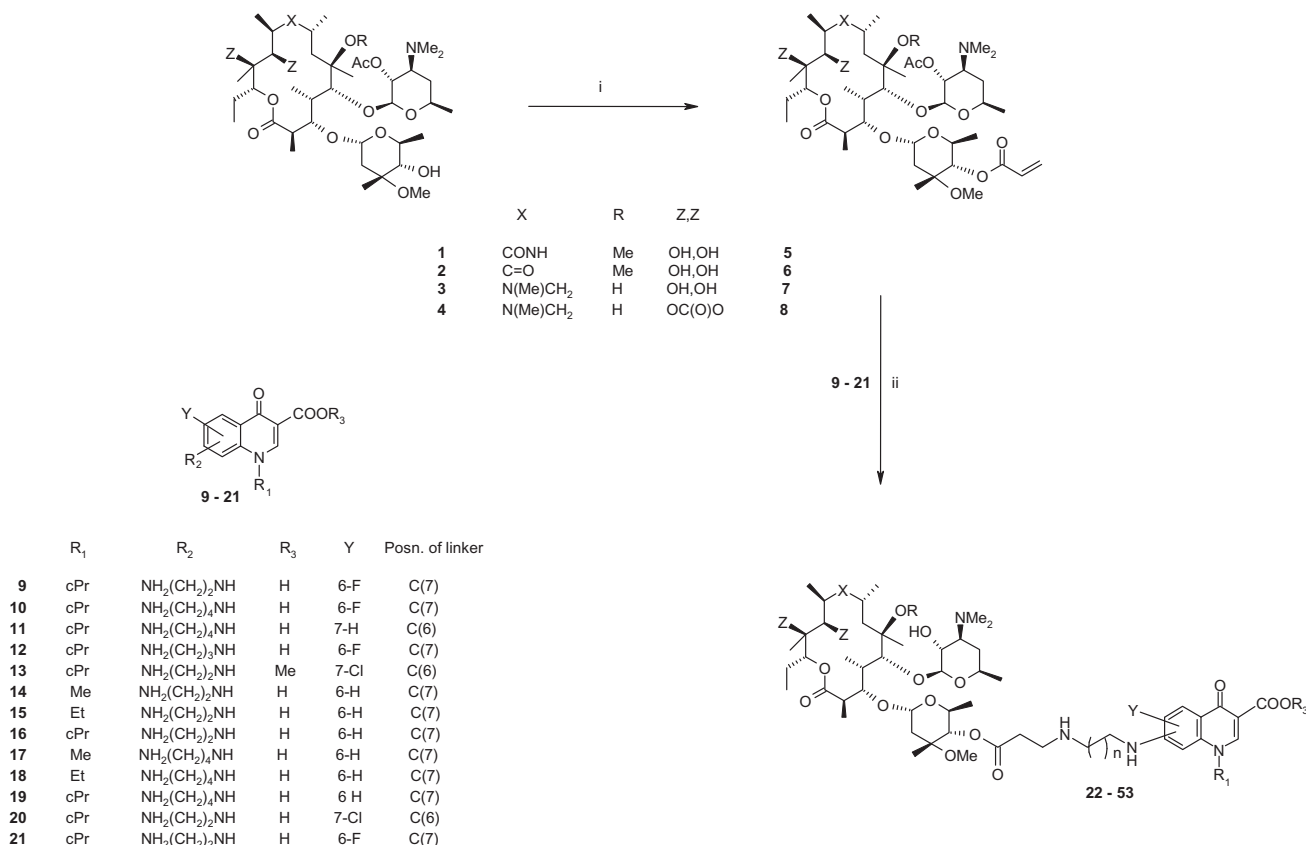 X
OR
Z
Z
NMe2
AcO
O
O
O
O
O
O
OH
OMe
i
X
OR
Z
Z
NMe2
AcO
O
O
O
O
O
O
O
O
OMe
X R Z,Z
1 CONH Me OH,OH 5
2 C=O Me OH,OH 6
3 N(Me)CH2 H OH,OH 7
4 N(Me)CH2 H OC(O)O 8
9 - 21 ii
O
Y
COOR3
R2
N
R1
9 - 21
R1 R2 R3 Y Posn. of linker
9 cPr NH2(CH2)2NH H 6-F C(7)
10 cPr NH2(CH2)4NH H 6-F C(7)
11 cPr NH2(CH2)4NH H 7-H C(6)
12 cPr NH2(CH2)3NH H 6-F C(7)
13 cPr NH2(CH2)2NH Me 7-Cl C(6)
14 Me NH2(CH2)2NH H 6-H C(7)
15 Et NH2(CH2)2NH H 6-H C(7)
16 cPr NH2(CH2)2NH H 6-H C(7)
17 Me NH2(CH2)4NH H 6-H C(7)
18 Et NH2(CH2)4NH H 6-H C(7)
19 cPr NH2(CH2)4NH H 6 H C(7)
20 cPr NH2(CH2)2NH H 7-Cl C(6)
21 cPr NH2(CH2)2NH H 6-F C(7)
X
OR
Z
Z
NMe2
HO
O
O
O
O
O
O
O
O
OMe
H
N
( )n
N
H
Y
O
COOR3
N
R1
22 - 53